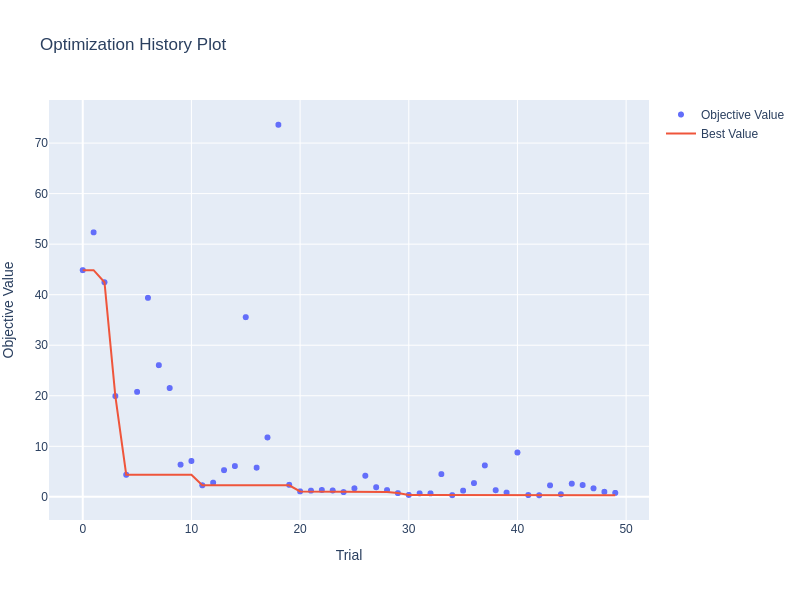 Optimization History Plot
Objective Value
Best Value
70
60
50
40
30
20
10
0
Objective Value
0 10 20 30 40 50
Trial